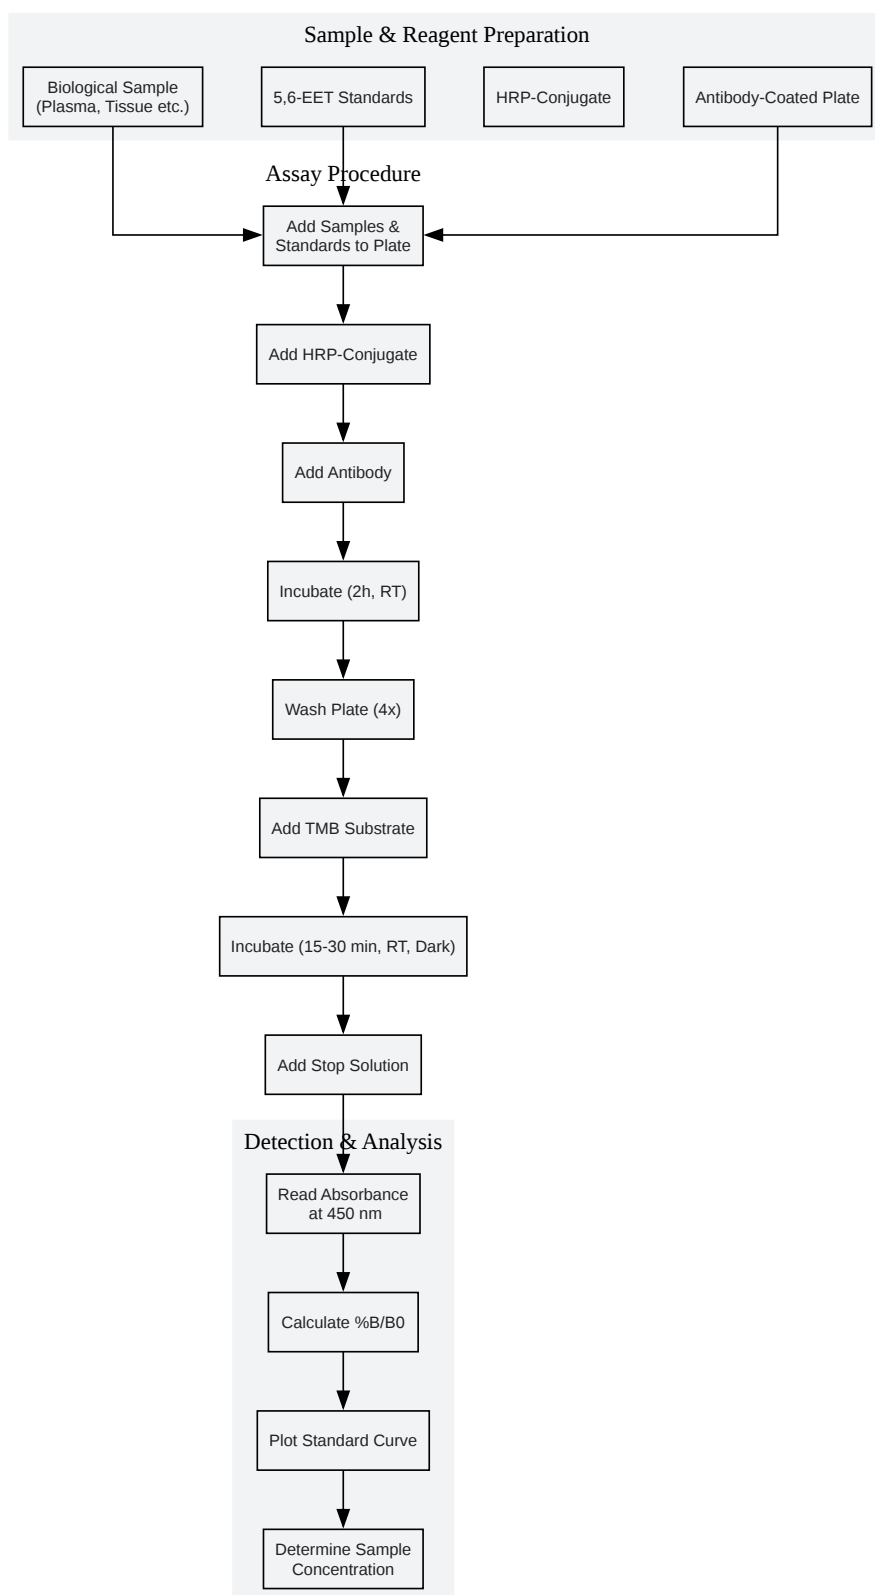 Sample & Reagent Preparation
Biological Sample
(Plasma, Tissue etc.)
5,6-EET Standards
HRP-Conjugate
Antibody-Coated Plate
Assay Procedure
Add Samples &
Standards to Plate
Add HRP-Conjugate
Add Antibody
Incubate (2h, RT)
Wash Plate (4x)
Add TMB Substrate
Incubate (15-30 min, RT, Dark)
Add Stop Solution
Detection & Analysis
Read Absorbance
at 450 nm
Calculate %B/B0
Plot Standard Curve
Determine Sample
Concentration